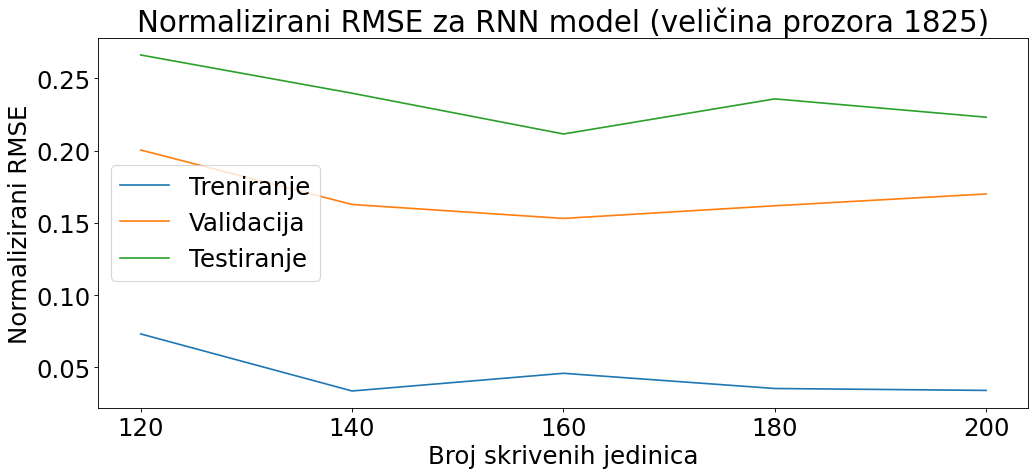 Normalizirani RMSE za RNN model (veličina prozora 1825)
Normalizirani RMSE
0.25
0.20
0.15
0.10
0.05
Treniranje
Validacija
Testiranje
120 140 160 180 200
Broj skrivenih jedinica